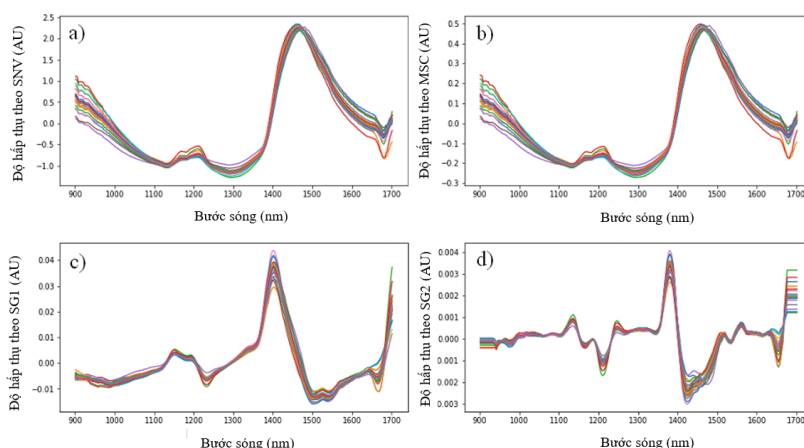 a)
Độ hấp thụ theo SNV (AU)
2.5
2.0
1.5
1.0
0.5
0.0
−0.5
−1.0
900 1000 1100 1200 1300 1400 1500 1600 1700
Bước sóng (nm)
b)
Độ hấp thụ theo MSC (AU)
0.5
0.4
0.3
0.2
0.1
0.0
−0.1
−0.2
−0.3
900 1000 1100 1200 1300 1400 1500 1600 1700
Bước sóng (nm)
c)
Độ hấp thụ theo SG1 (AU)
0.04
0.03
0.02
0.01
0.00
−0.01
900 1000 1100 1200 1300 1400 1500 1600 1700
Bước sóng (nm)
d)
Độ hấp thụ theo SG2 (AU)
0.004
0.003
0.002
0.001
0.000
0.001
0.002
0.003
900 1000 1100 1200 1300 1400 1500 1600 1700
Bước sóng (nm)